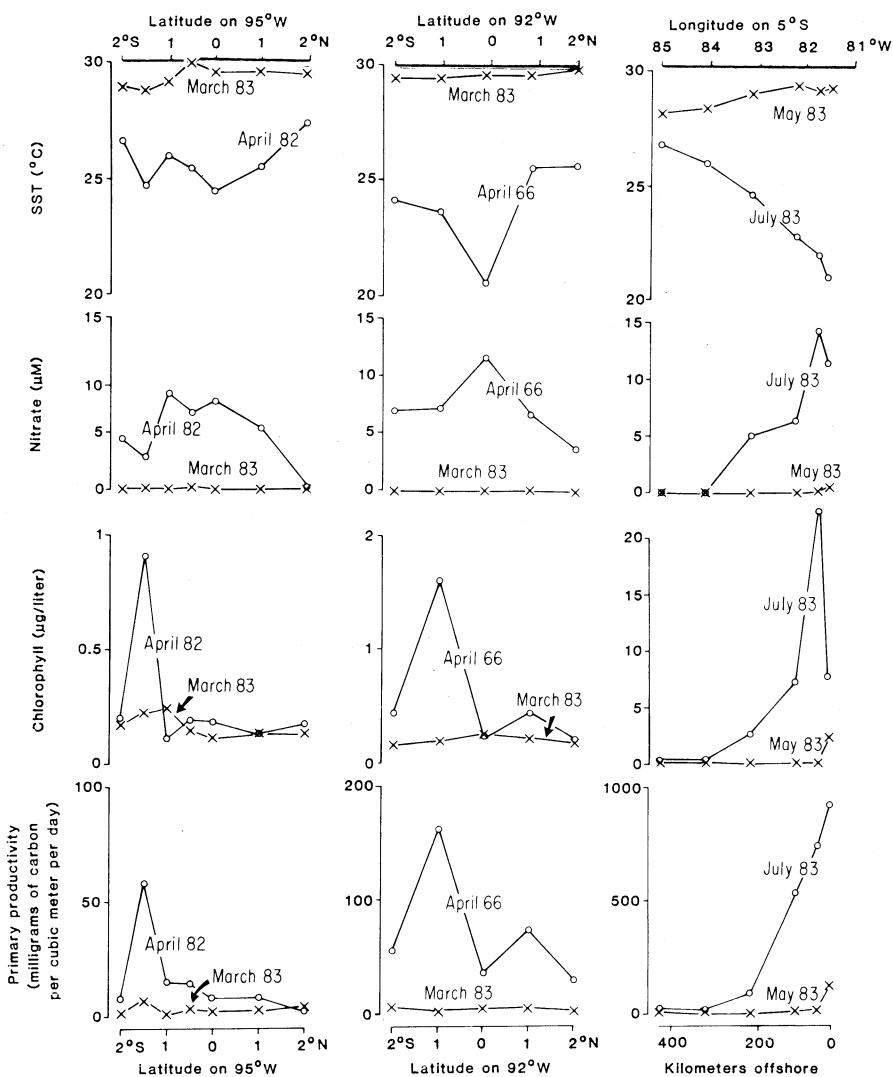 Latitude on 95°W
2°S 1 0 1 2°N
Latitude on 92°W
2°S 1 0 1 2°N
Longitude on 5°S
85 84 83 82 81°W
SST (°C)
30
25
20
March 83
April 82
30
25
20
March 83
April 66
30
25
20
May 83
July 83
Nitrate (µM)
15
10
5
0
April 82
March 83
15
10
5
0
April 66
March 83
15
10
5
0
July 83
May 83
Chlorophyll (µg/liter)
1
0.5
0
April 82
March 83
2
1
0
April 66
March 83
20
15
10
5
0
July 83
May 83
Primary productivity
(milligrams of carbon
per cubic meter per day)
100
50
0
April 82
March 83
200
100
0
April 66
March 83
1000
500
0
July 83
May 83
2°S 1 0 1 2°N
Latitude on 95°W
2°S 1 0 1 2°N
Latitude on 92°W
400 200 0
Kilometers offshore